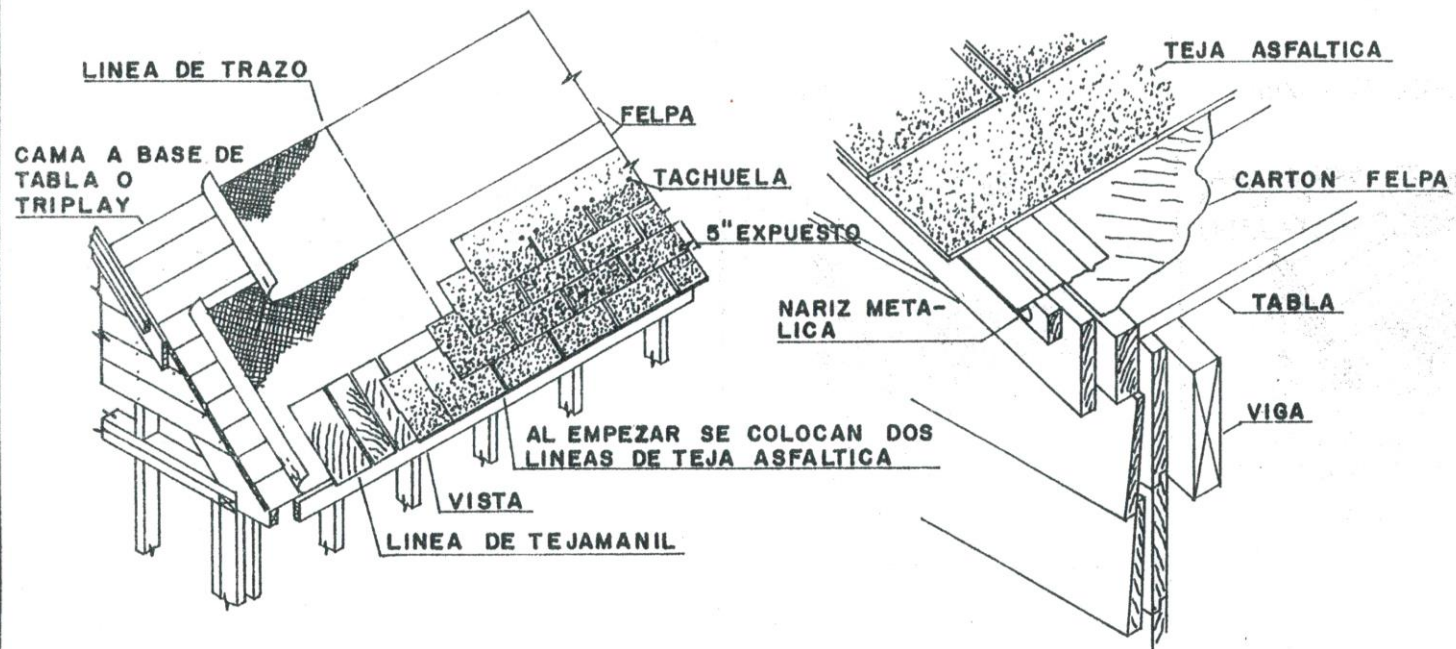 LINEA DE TRAZO
CAMA A BASE DE
TABLA O
TRIPLAY
FELPA
TACHUELA
5" EXPUESTO
AL EMPEZAR SE COLOCAN DOS
LINEAS DE TEJA ASFALTICA
VISTA
LINEA DE TEJAMANIL
TEJA ASFALTICA
CARTON FELPA
NARIZ META-
LICA
TABLA
VIGA